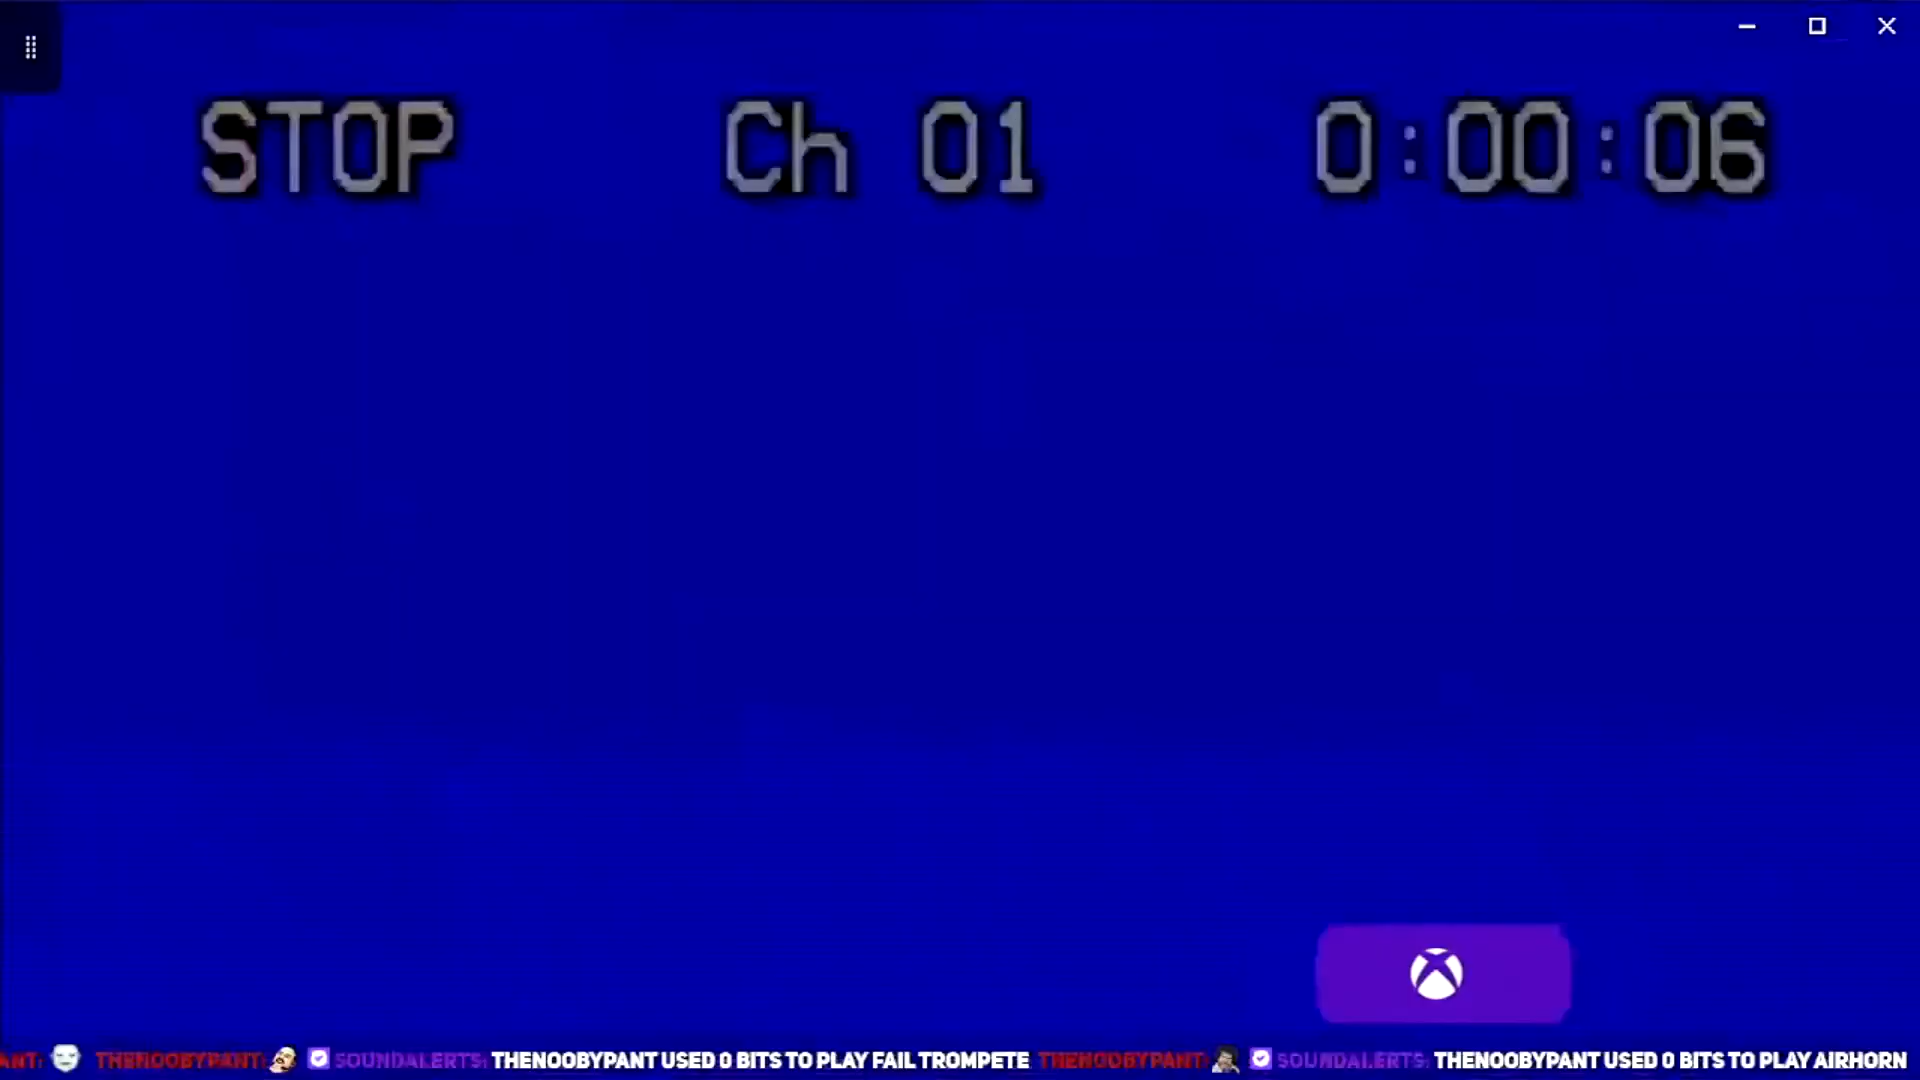 STOP Ch 01 0:00:06
ANT: THENOOBYPANT: SOUNDALERTS: THENOOBYPANT USED 0 BITS TO PLAY FAIL TROMPETE THENOOBYPANT: SOUNDALERTS: THENOOBYPANT USED 0 BITS TO PLAY AIRHORN